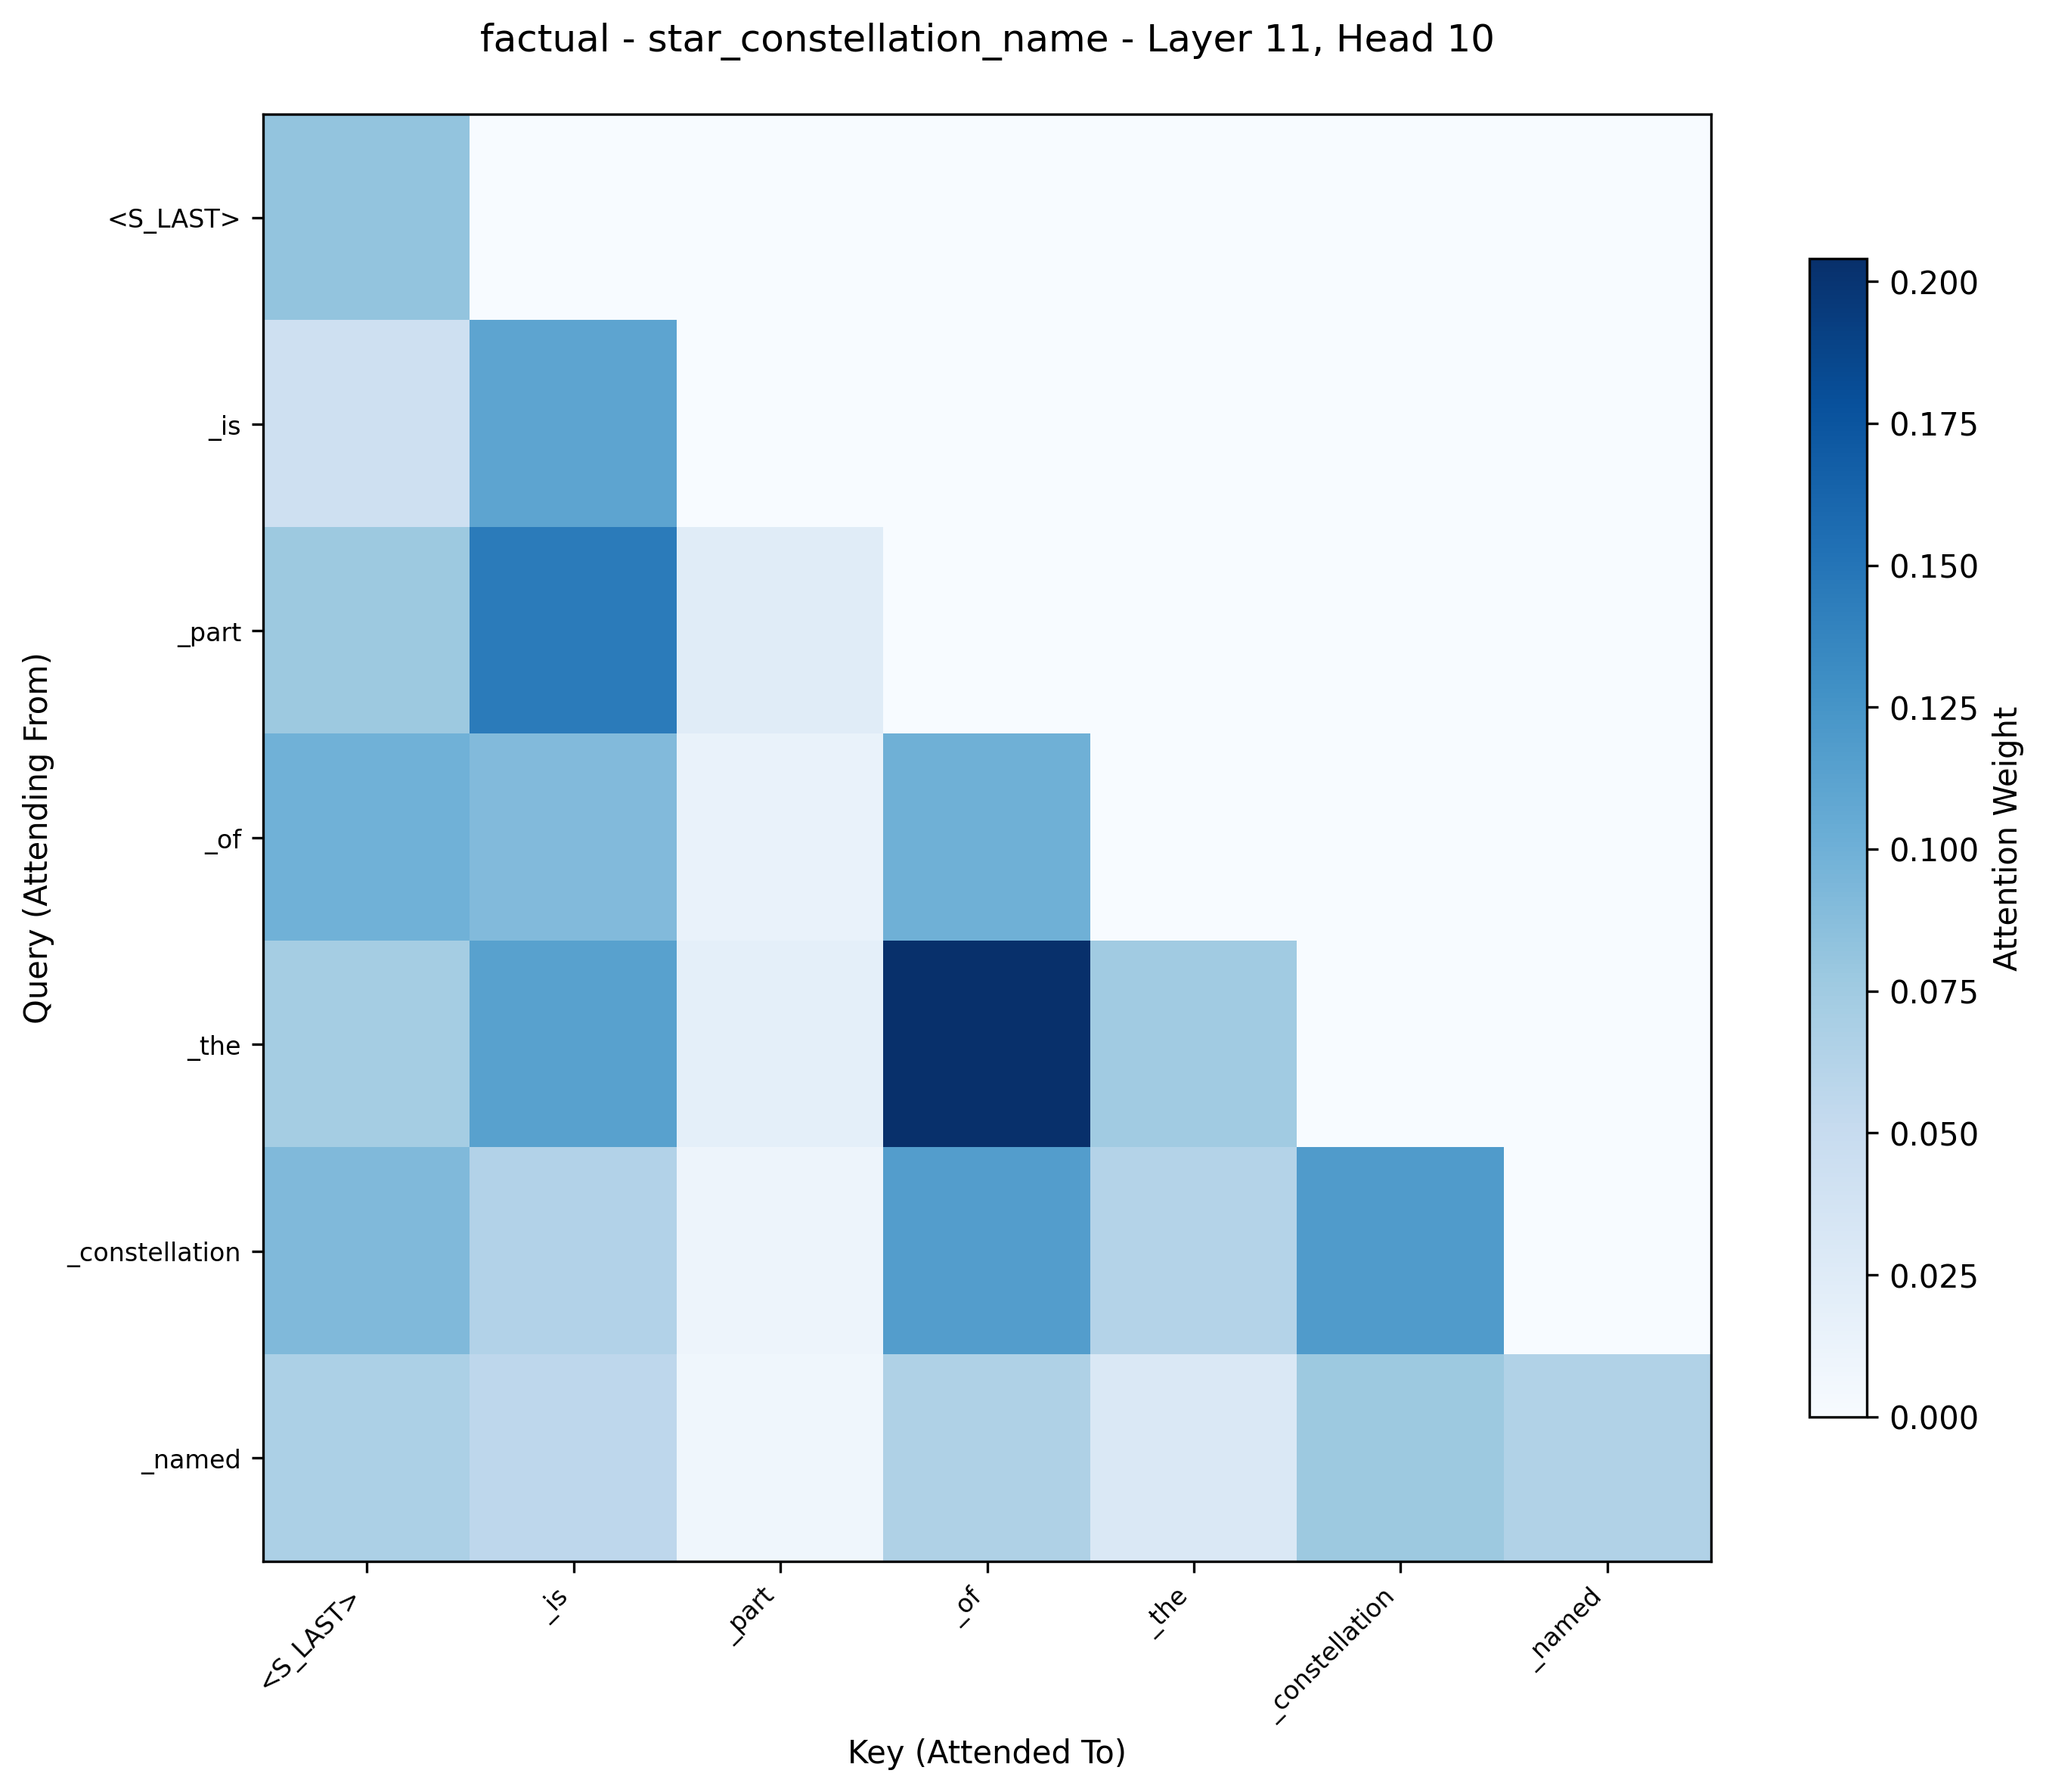 factual - star_constellation_name - Layer 11, Head 10
Query (Attending From)
<S_LAST>
_is
_part
_of
_the
_constellation
_named
<S_LAST>
_is
_part
_of
_the
_constellation
_named
Key (Attended To)
0.200
0.175
0.150
0.125
0.100
0.075
0.050
0.025
0.000
Attention Weight